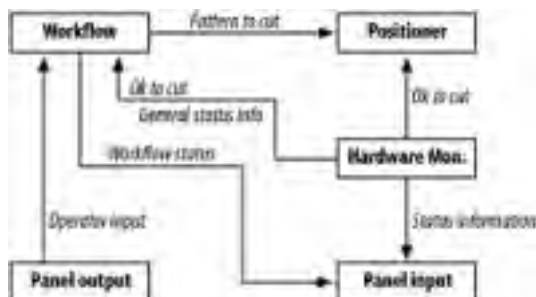 Workflow
Pattern to cut
Positioner
Ok to cut
General status info
Ok to cut
Workflow status
Hardware Mon.
Operator input
Status information
Panel output
Panel input